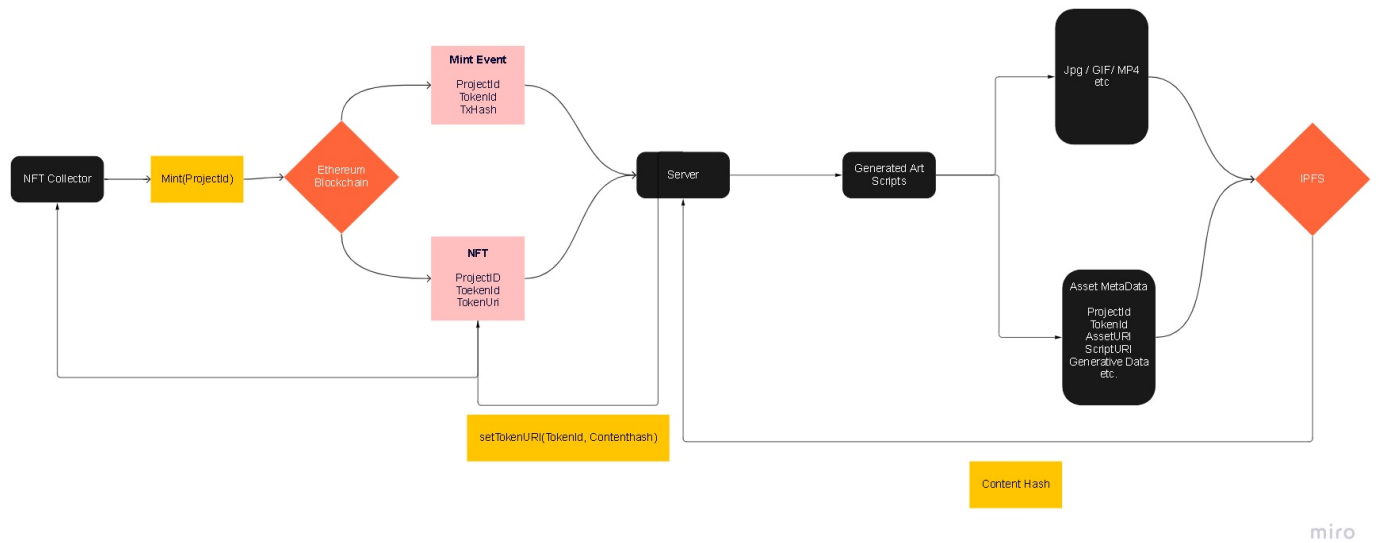 NFT Collector
Mint(ProjectId)
Ethereum
Blockchain
Mint Event
ProjectId
TokenId
TxHash
NFT
ProjectID
ToekenId
TokenUri
Server
setTokenURI(TokenId, Contenthash)
Generated Art
Scripts
Jpg / GIF/ MP4
etc
Asset MetaData
ProjectId
TokenId
AssetURI
ScriptURI
Generative Data
etc.
IPFS
Content Hash
miro